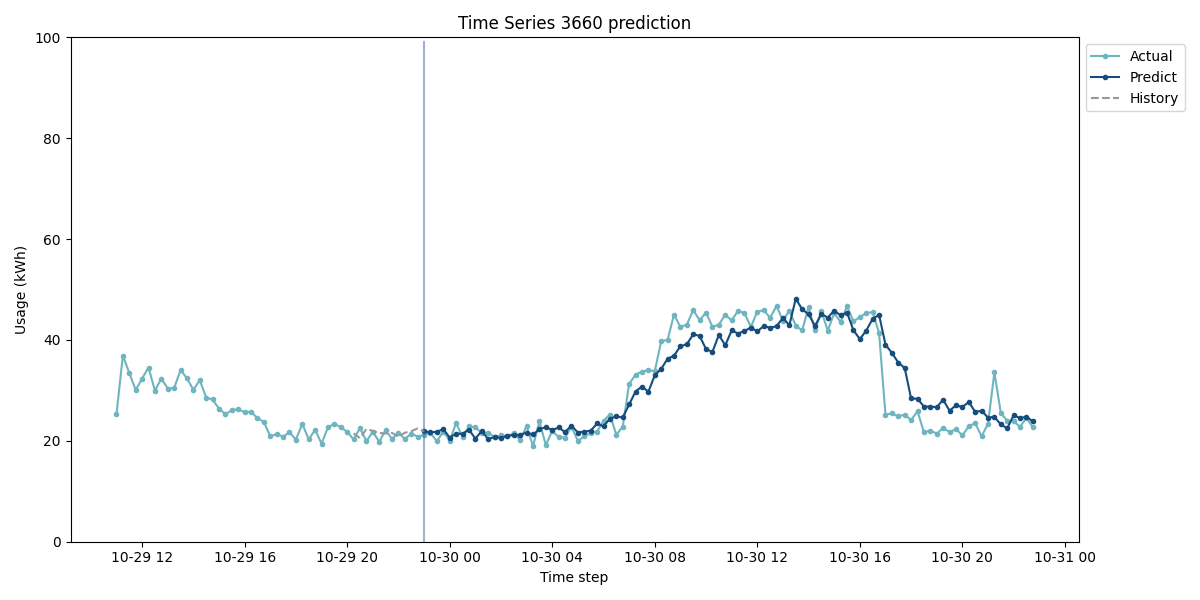 Time Series 3660 prediction
Usage (kWh)
100
80
60
40
20
0
10-29 12
10-29 16
10-29 20
10-30 00
10-30 04
10-30 08
10-30 12
10-30 16
10-30 20
10-31 00
Time step
Actual
Predict
History